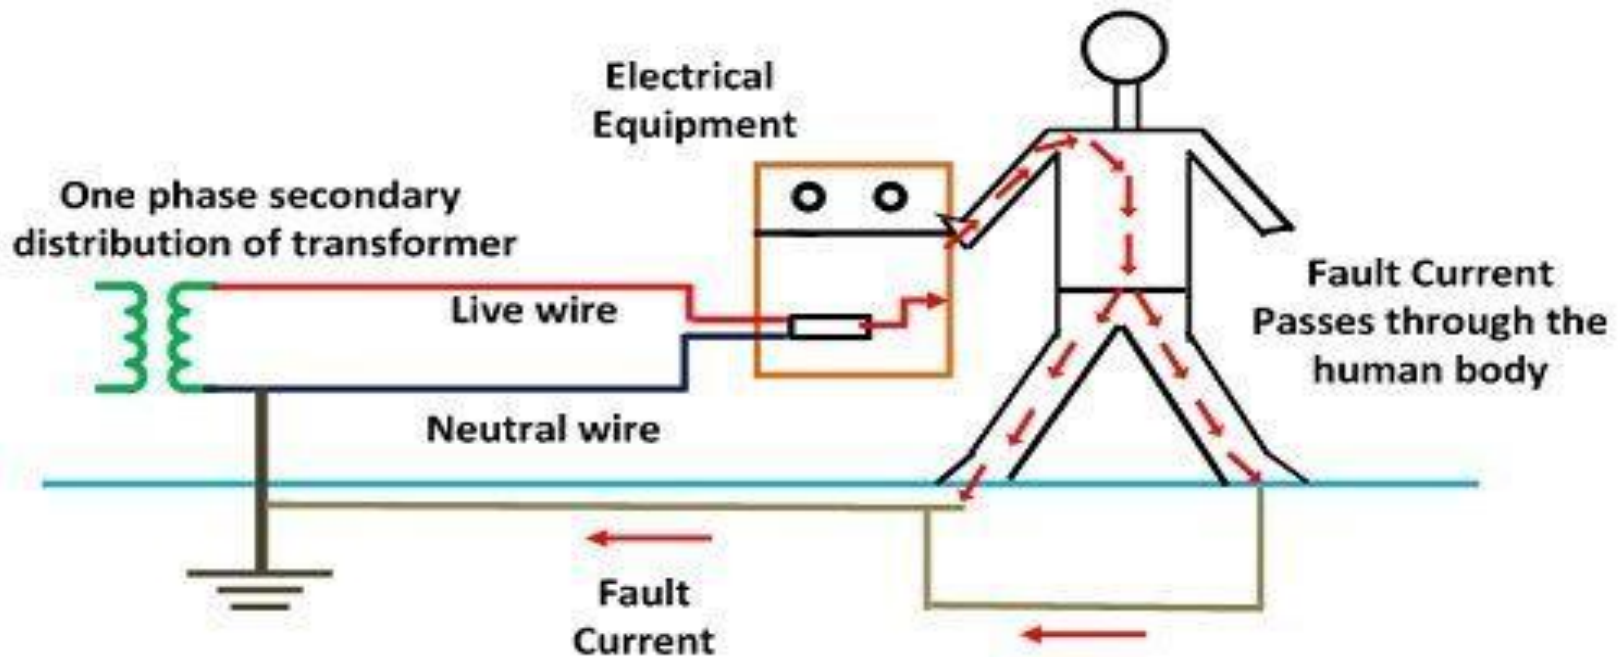 Electrical
Equipment
One phase secondary
distribution of transformer
Live wire
Fault Current
Passes through the
human body
Neutral wire
Fault
Current